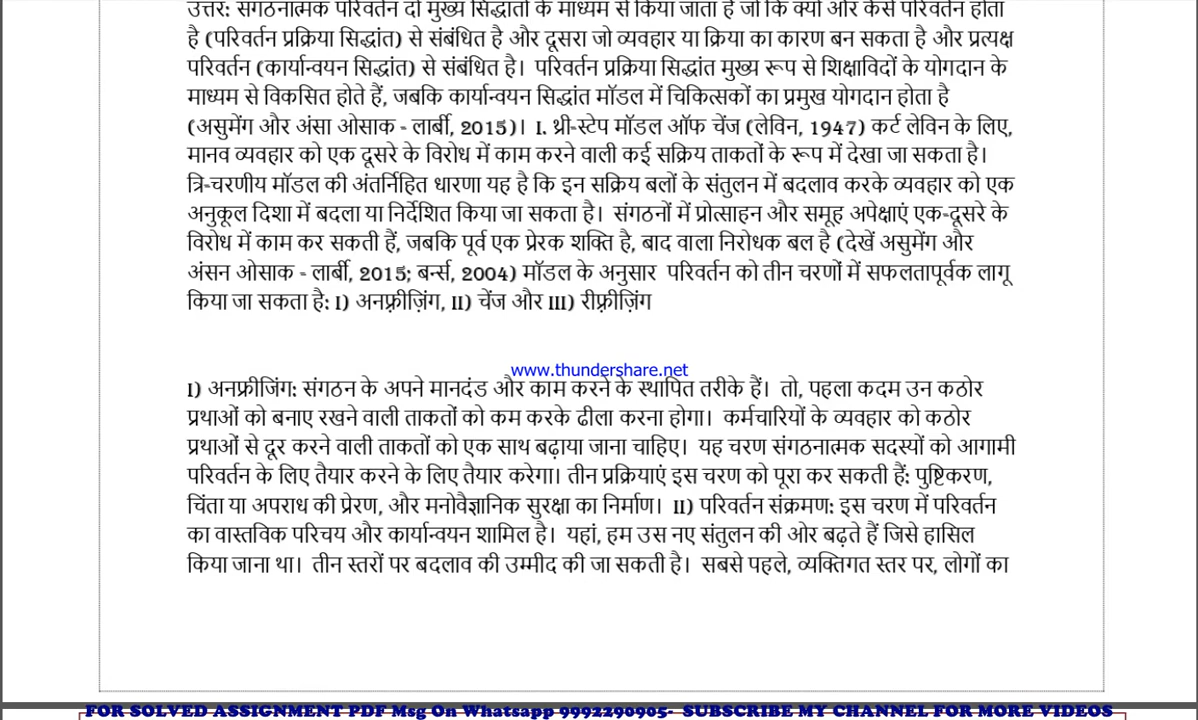 उत्तर: संगठनात्मक परिवर्तन दो मुख्य सिद्धांतों के माध्यम से किया जाता है जो कि क्यों और कैसे परिवर्तन होता
है (परिवर्तन प्रक्रिया सिद्धांत) से संबंधित है और दूसरा जो व्यवहार या क्रिया का कारण बन सकता है और प्रत्यक्ष
परिवर्तन (कार्यान्वयन सिद्धांत) से संबंधित है। परिवर्तन प्रक्रिया सिद्धांत मुख्य रूप से शिक्षाविदों के योगदान के
माध्यम से विकसित होते हैं, जबकि कार्यान्वयन सिद्धांत मॉडल में चिकित्सकों का प्रमुख योगदान होता है
(असुमेंग और अंसा ओसाक - लार्बी, 2015)। I. थ्री-स्टेप मॉडल ऑफ चेंज (लेविन, 1947) कर्ट लेविन के लिए,
मानव व्यवहार को एक दूसरे के विरोध में काम करने वाली कई सक्रिय ताकतों के रूप में देखा जा सकता है।
त्रि-चरणीय मॉडल की अंतर्निहित धारणा यह है कि इन सक्रिय बलों के संतुलन में बदलाव करके व्यवहार को एक
अनुकूल दिशा में बदला या निर्देशित किया जा सकता है। संगठनों में प्रोत्साहन और समूह अपेक्षाएं एक-दूसरे के
विरोध में काम कर सकती हैं, जबकि पूर्व एक प्रेरक शक्ति है, बाद वाला निरोधक बल है (देखें असुमेंग और
अंसन ओसाक - लार्बी, 2015; बर्न्स, 2004) मॉडल के अनुसार परिवर्तन को तीन चरणों में सफलतापूर्वक लागू
किया जा सकता है: I) अनफ़्रीज़िंग, II) चेंज और III) रीफ़्रीज़िंग
www.thundershare.net
I) अनफ्रीजिंग: संगठन के अपने मानदंड और काम करने के स्थापित तरीके हैं। तो, पहला कदम उन कठोर
प्रथाओं को बनाए रखने वाली ताकतों को कम करके ढीला करना होगा। कर्मचारियों के व्यवहार को कठोर
प्रथाओं से दूर करने वाली ताकतों को एक साथ बढ़ाया जाना चाहिए। यह चरण संगठनात्मक सदस्यों को आगामी
परिवर्तन के लिए तैयार करने के लिए तैयार करेगा। तीन प्रक्रियाएं इस चरण को पूरा कर सकती हैं: पुष्टिकरण,
चिंता या अपराध की प्रेरण, और मनोवैज्ञानिक सुरक्षा का निर्माण। II) परिवर्तन संक्रमण: इस चरण में परिवर्तन
का वास्तविक परिचय और कार्यान्वयन शामिल है। यहां, हम उस नए संतुलन की ओर बढ़ते हैं जिसे हासिल
किया जाना था। तीन स्तरों पर बदलाव की उम्मीद की जा सकती है। सबसे पहले, व्यक्तिगत स्तर पर, लोगों का
FOR SOLVED ASSIGNMENT PDF Msg On Whatsapp 9992290905- SUBSCRIBE MY CHANNEL FOR MORE VIDEOS